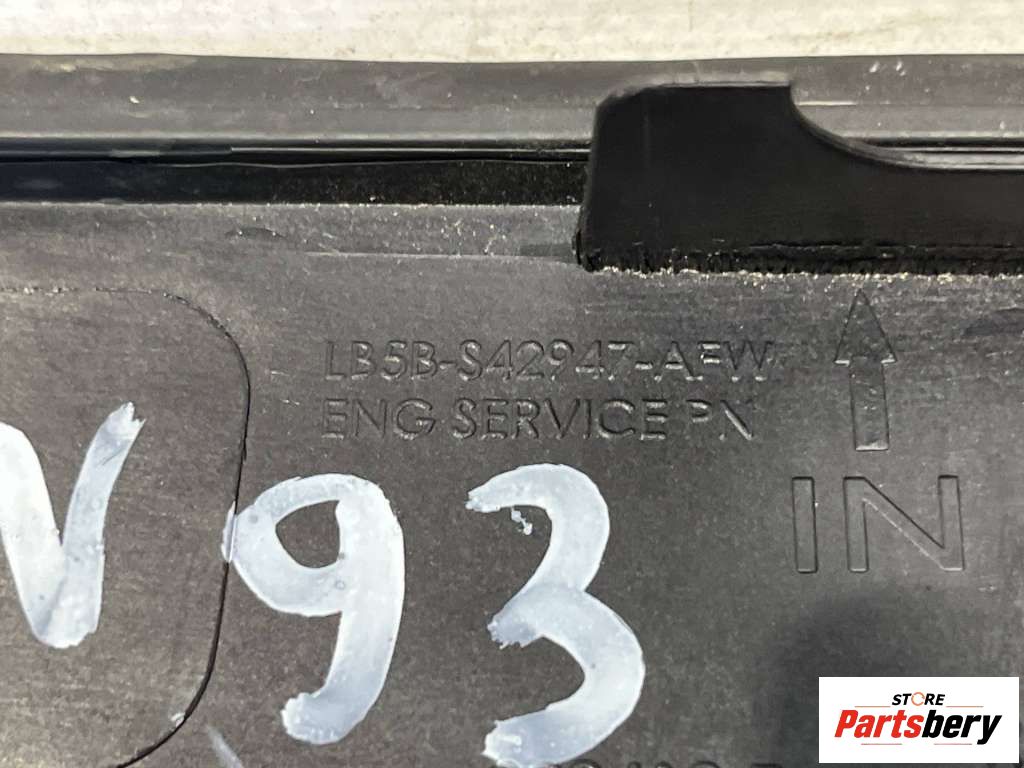 LB5B-S42947-AFW
ENG SERVICE PN
IN
N 93
STORE
Partsbery